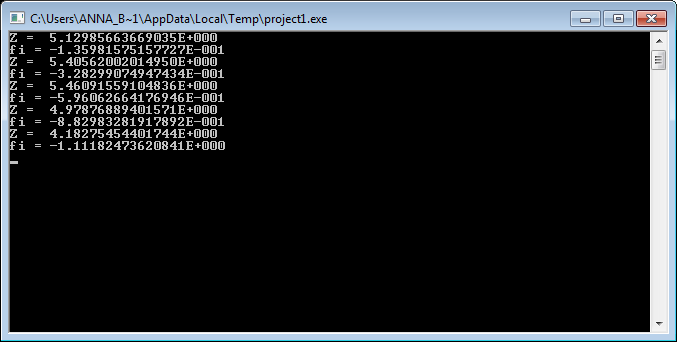 C:\Users\ANNA_B~1\AppData\Local\Temp\project1.exe
Z =  5.12985663669035E+000
fi = -1.35981575157727E-001
Z =  5.40562002014950E+000
fi = -3.28299074947434E-001
Z =  5.46091559104836E+000
fi = -5.96062664176946E-001
Z =  4.97876889401571E+000
fi = -8.82983281917892E-001
Z =  4.18275454401744E+000
fi = -1.11182473620841E+000